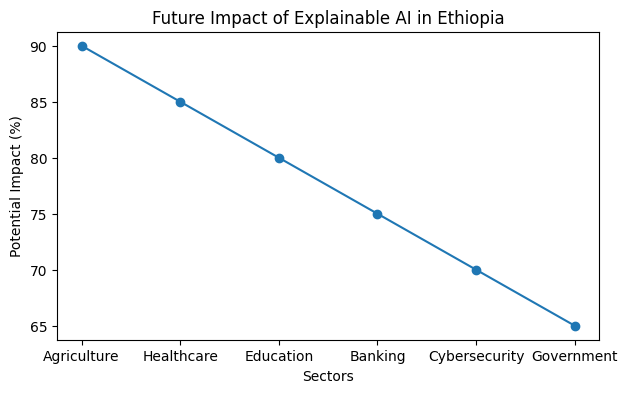 Future Impact of Explainable AI in Ethiopia
Potential Impact (%)
90
85
80
75
70
65
Agriculture Healthcare Education Banking Cybersecurity Government
Sectors